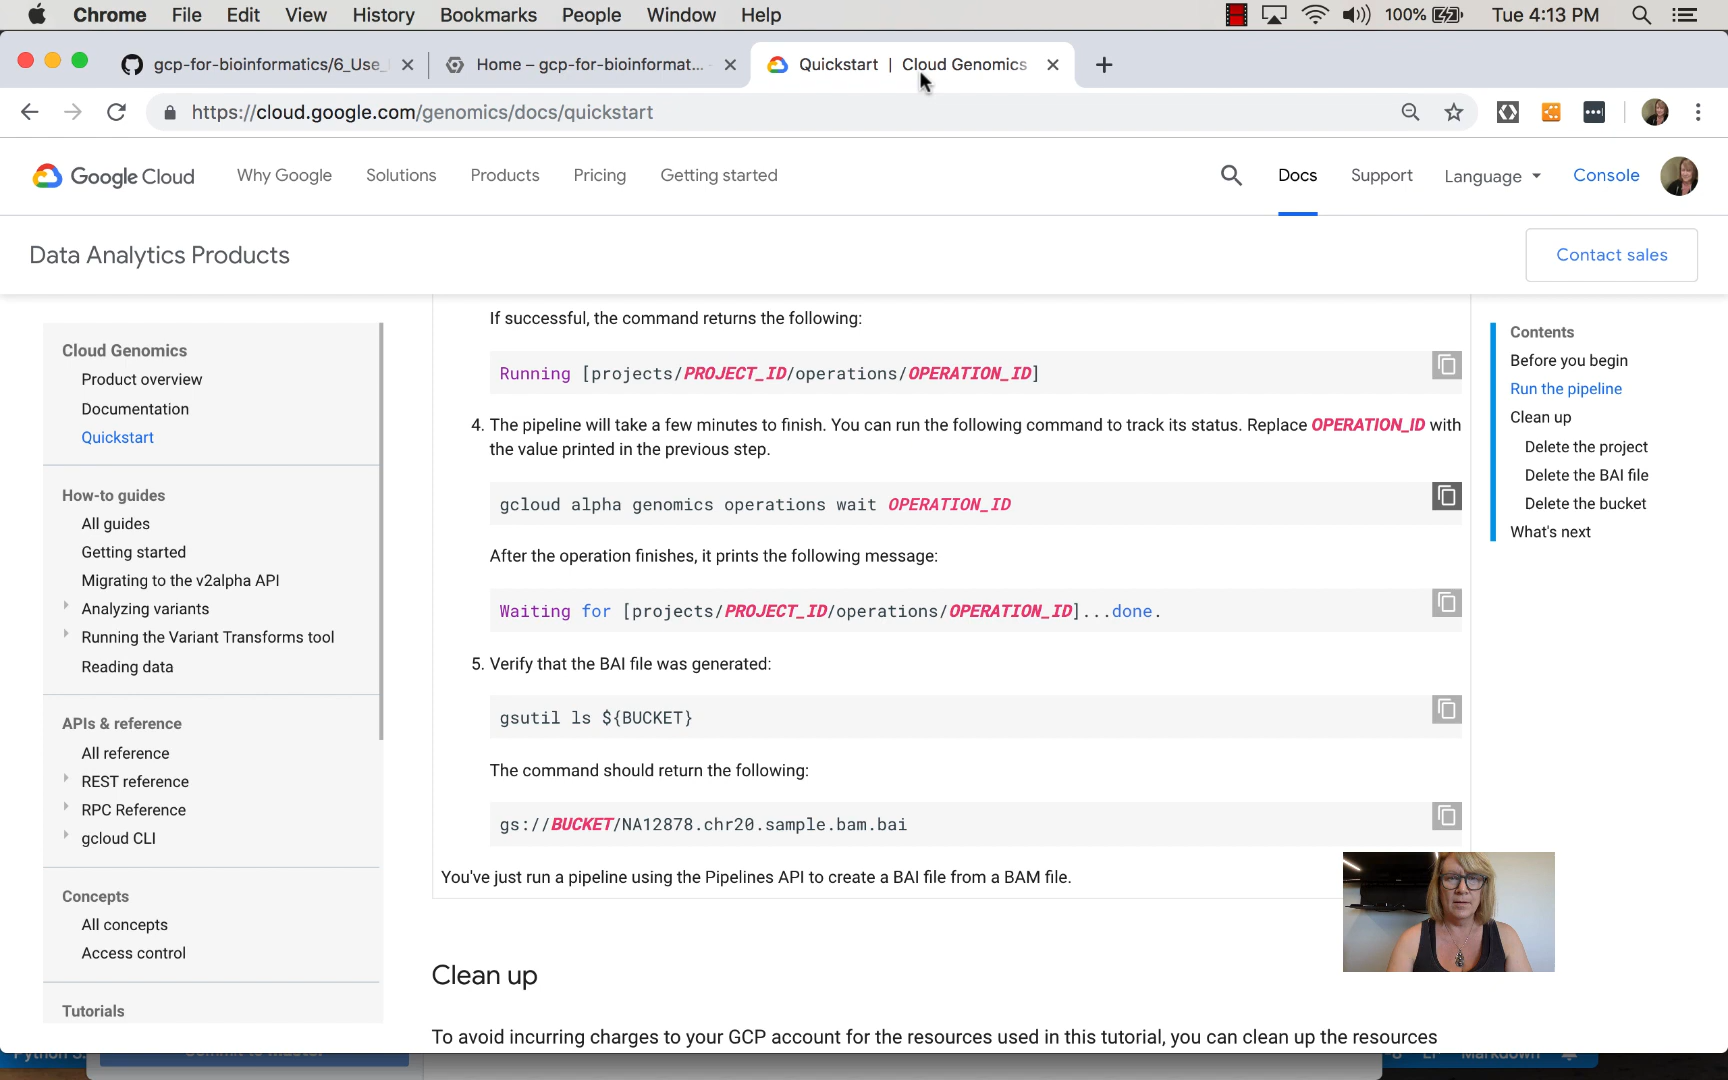 Chrome File Edit View History Bookmarks People Window Help 100% Tue 4:13 PM
gcp-for-bioinformatics/6_Use_ Home – gcp-for-bioinformat... Quickstart | Cloud Genomics
https://cloud.google.com/genomics/docs/quickstart
Google Cloud Why Google Solutions Products Pricing Getting started Docs Support Language Console
Data Analytics Products Contact sales
Cloud Genomics
Product overview
Documentation
Quickstart
How-to guides
All guides
Getting started
Migrating to the v2alpha API
Analyzing variants
Running the Variant Transforms tool
Reading data
APIs & reference
All reference
REST reference
RPC Reference
gcloud CLI
Concepts
All concepts
Access control
Tutorials
If successful, the command returns the following:
Running [projects/PROJECT_ID/operations/OPERATION_ID]
4. The pipeline will take a few minutes to finish. You can run the following command to track its status. Replace OPERATION_ID with
the value printed in the previous step.
gcloud alpha genomics operations wait OPERATION_ID
After the operation finishes, it prints the following message:
Waiting for [projects/PROJECT_ID/operations/OPERATION_ID]...done.
5. Verify that the BAI file was generated:
gsutil ls ${BUCKET}
The command should return the following:
gs://BUCKET/NA12878.chr20.sample.bam.bai
You've just run a pipeline using the Pipelines API to create a BAI file from a BAM file.
Clean up
To avoid incurring charges to your GCP account for the resources used in this tutorial, you can clean up the resources
Contents
Before you begin
Run the pipeline
Clean up
Delete the project
Delete the BAI file
Delete the bucket
What's next